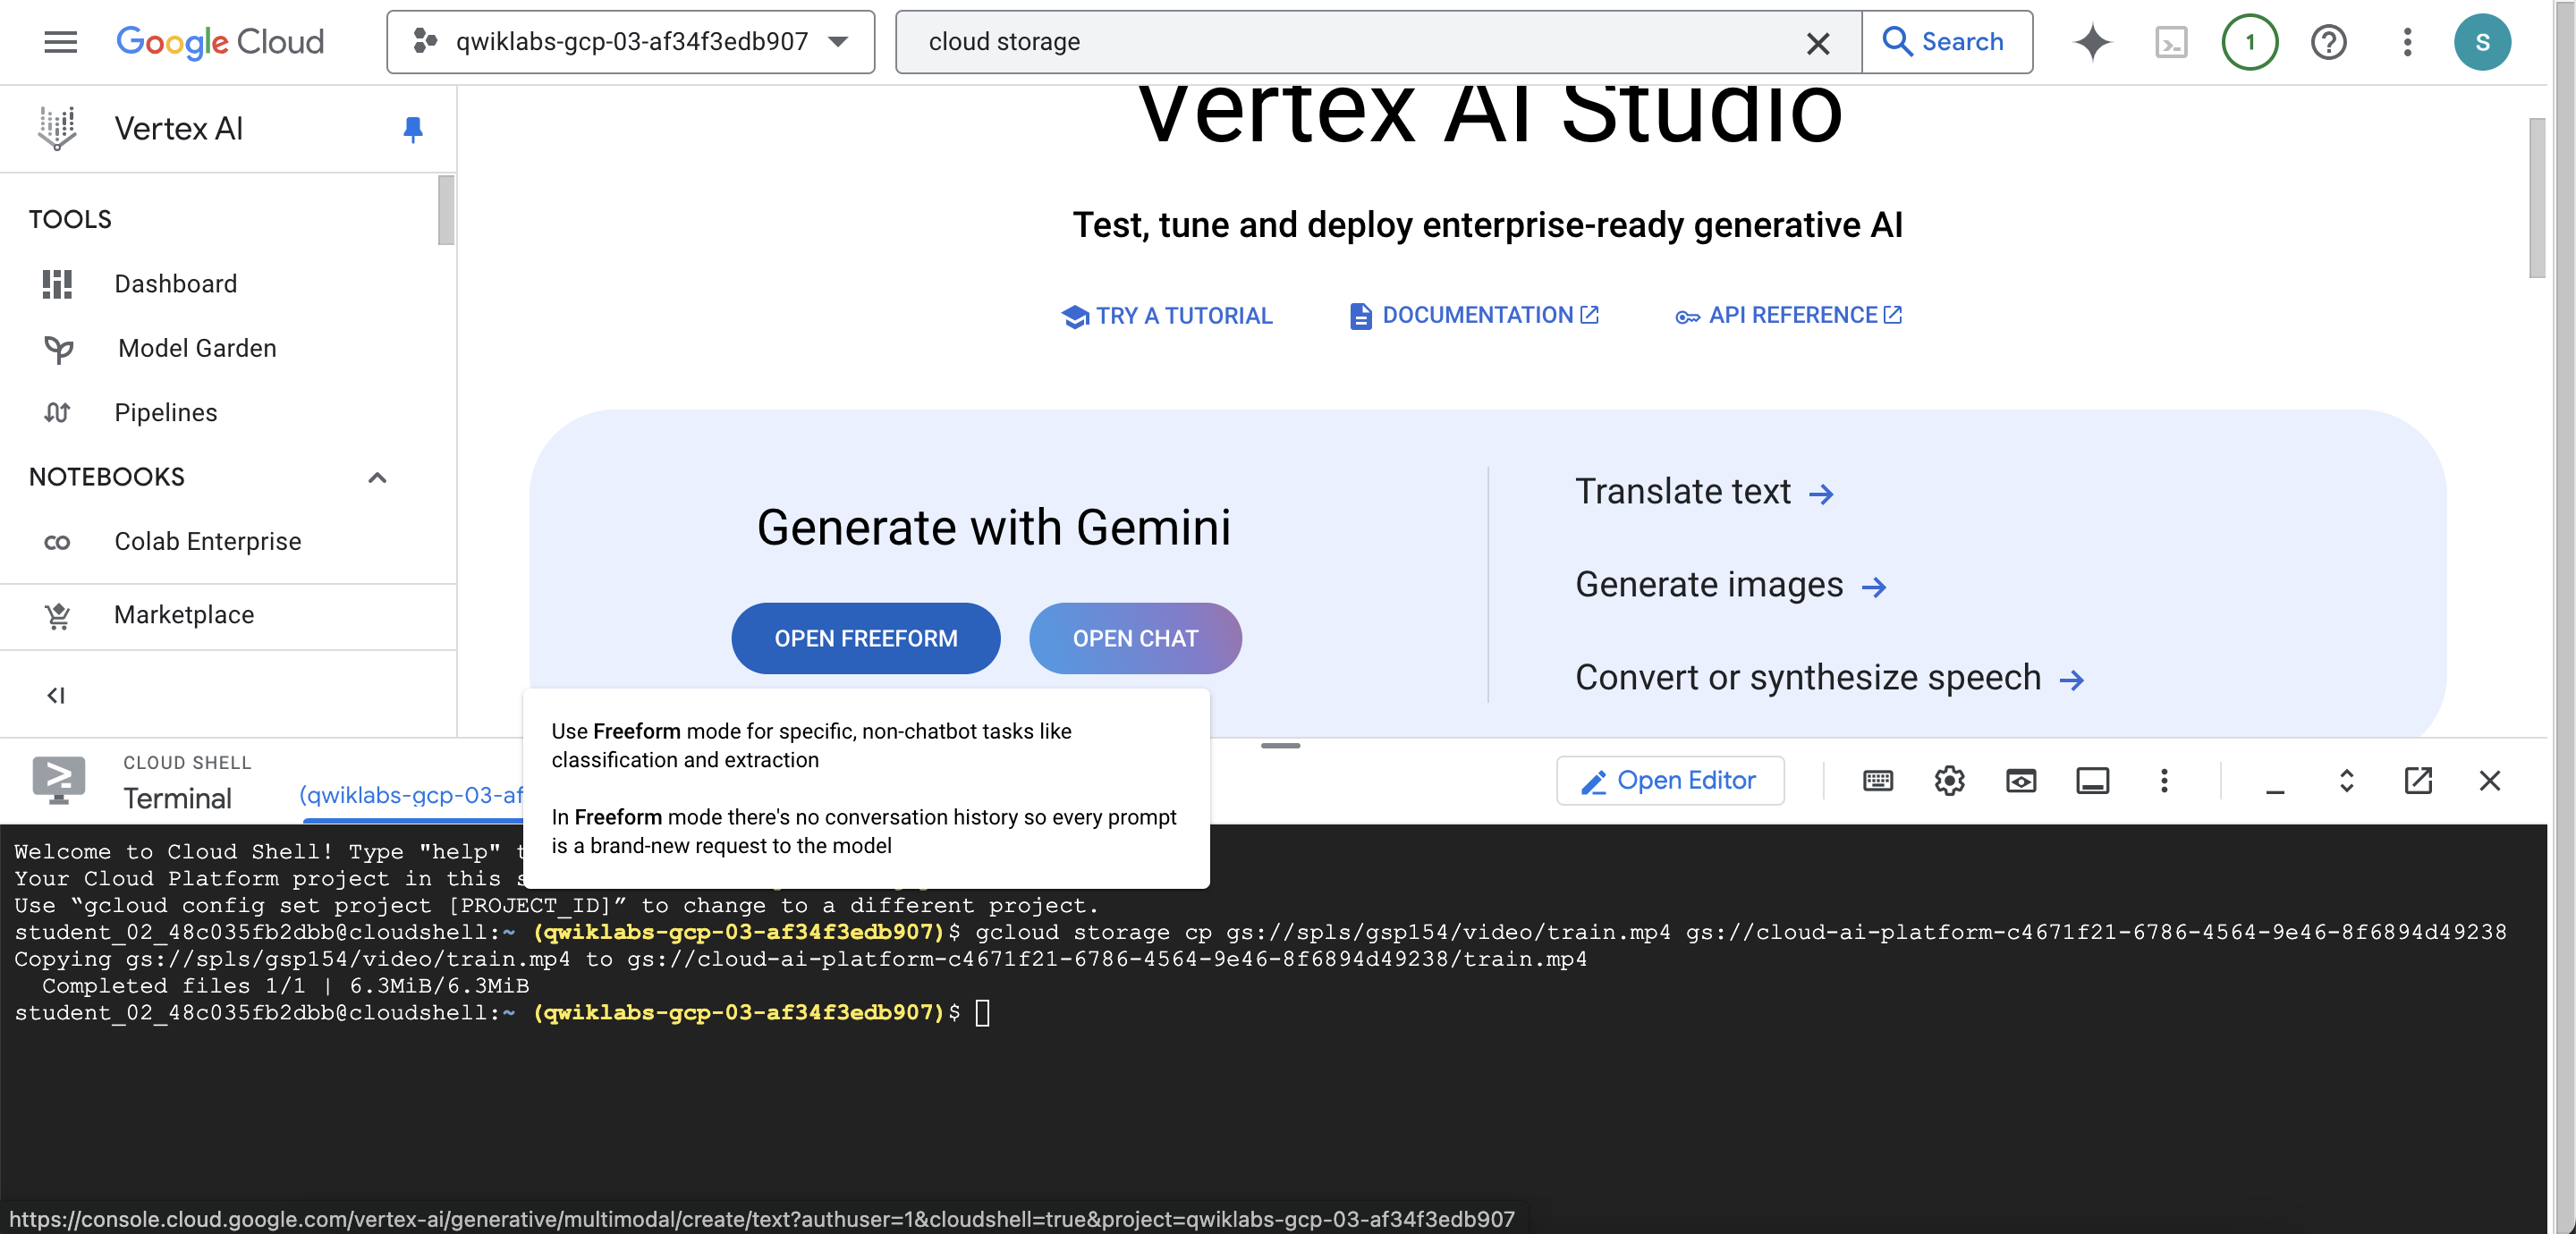 Google Cloud
qwiklabs-gcp-03-af34f3edb907
cloud storage
Search
1
S
Vertex AI
TOOLS
Dashboard
Model Garden
Pipelines
NOTEBOOKS
Colab Enterprise
Marketplace
Vertex AI Studio
Test, tune and deploy enterprise-ready generative AI
TRY A TUTORIAL
DOCUMENTATION
API REFERENCE
Generate with Gemini
OPEN FREEFORM
OPEN CHAT
Translate text
Generate images
Convert or synthesize speech
Use Freeform mode for specific, non-chatbot tasks like
classification and extraction
In Freeform mode there's no conversation history so every prompt
is a brand-new request to the model
CLOUD SHELL
Terminal
(qwiklabs-gcp-03-af
Open Editor
Welcome to Cloud Shell! Type "help" t
Your Cloud Platform project in this s
Use “gcloud config set project [PROJECT_ID]” to change to a different project.
student_02_48c035fb2dbb@cloudshell:~ (qwiklabs-gcp-03-af34f3edb907)$ gcloud storage cp gs://spls/gsp154/video/train.mp4 gs://cloud-ai-platform-c4671f21-6786-4564-9e46-8f6894d49238
Copying gs://spls/gsp154/video/train.mp4 to gs://cloud-ai-platform-c4671f21-6786-4564-9e46-8f6894d49238/train.mp4
Completed files 1/1 | 6.3MiB/6.3MiB
student_02_48c035fb2dbb@cloudshell:~ (qwiklabs-gcp-03-af34f3edb907)$
https://console.cloud.google.com/vertex-ai/generative/multimodal/create/text?authuser=1&cloudshell=true&project=qwiklabs-gcp-03-af34f3edb907